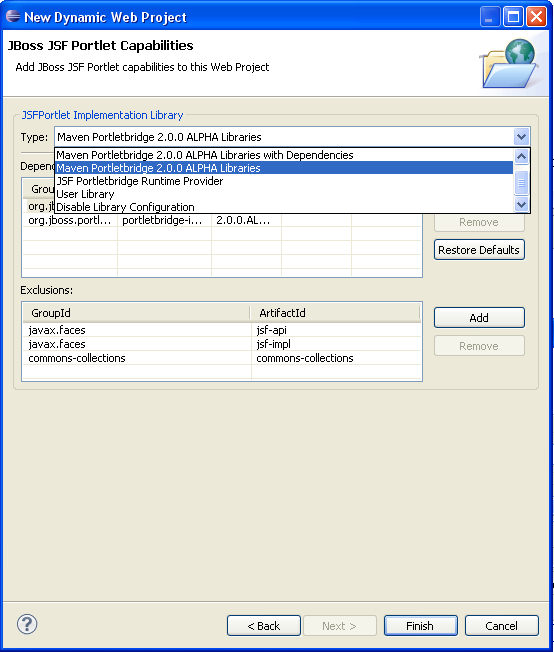 New Dynamic Web Project
JBoss JSF Portlet Capabilities
Add JBoss JSF Portlet capabilities to this Web Project
JSFPortlet Implementation Library
Type: Maven Portletbridge 2.0.0 ALPHA Libraries
Maven Portletbridge 2.0.0 ALPHA Libraries with Dependencies
Maven Portletbridge 2.0.0 ALPHA Libraries
JSF Portletbridge Runtime Provider
User Library
Disable Library Configuration
org.jboss.portl... portletbridge-i... 2.0.0.AL...
Remove
Restore Defaults
Exclusions:
GroupId ArtifactId
javax.faces jsf-api
javax.faces jsf-impl
commons-collections commons-collections
Add
Remove
? < Back Next > Finish Cancel